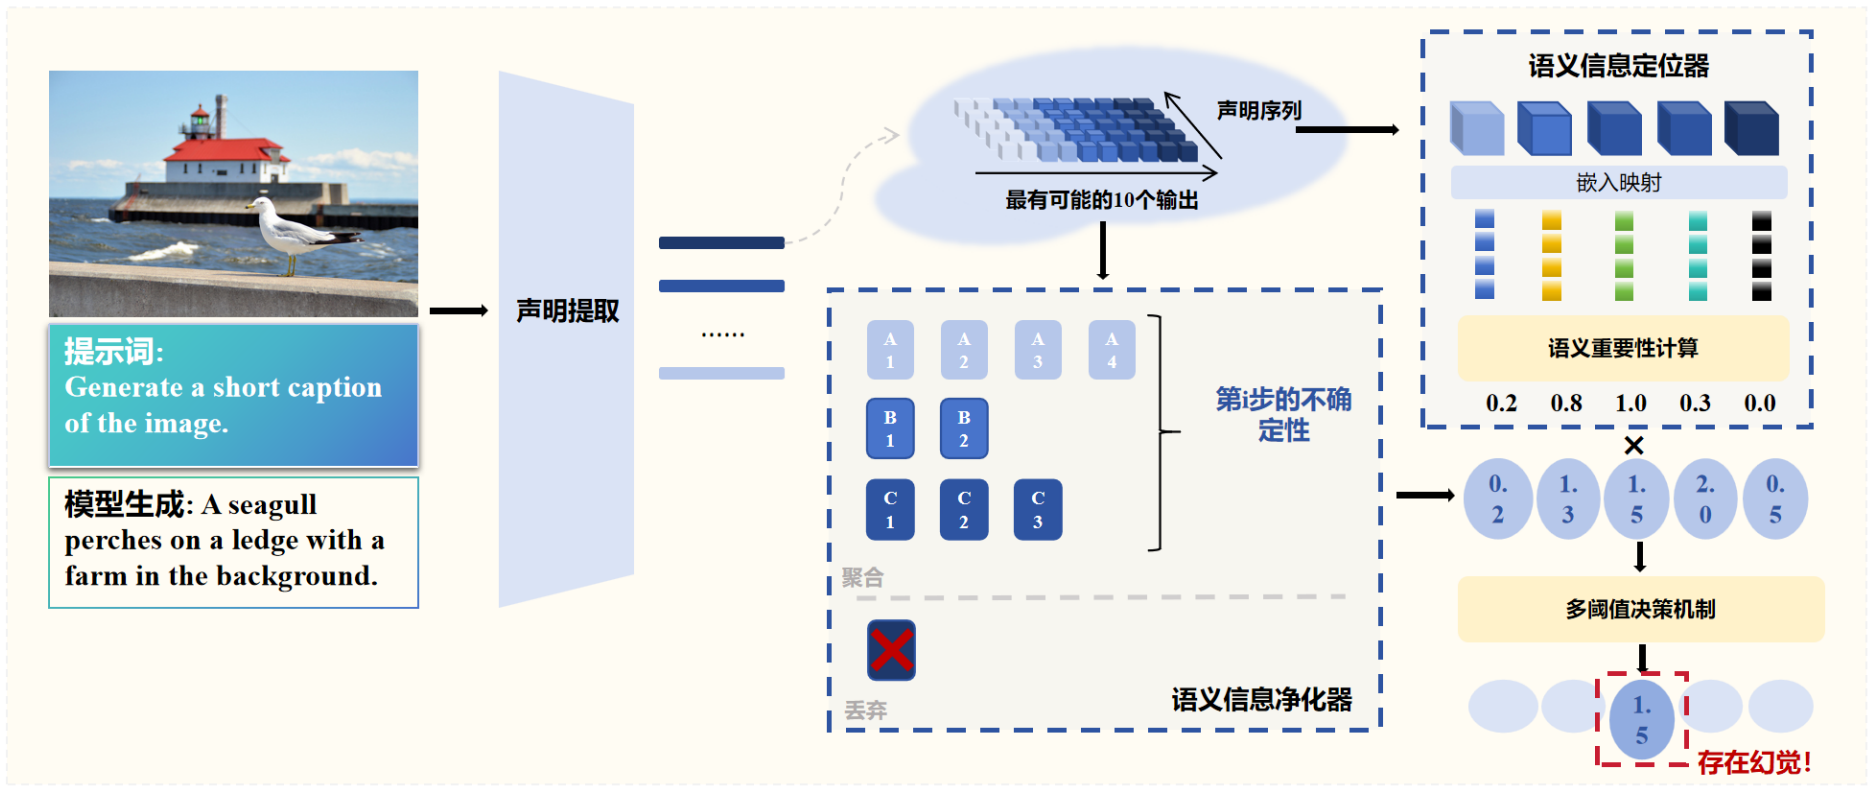 提示词:
Generate a short caption
of the image.
模型生成: A seagull
perches on a ledge with a
farm in the background.
声明提取
……
声明序列
最有可能的10个输出
A
1
A
2
A
3
A
4
B
1
B
2
C
1
C
2
C
3
第i步的不确
定性
聚合
丢弃
语义信息净化器
语义信息定位器
嵌入映射
语义重要性计算
0.2 0.8 1.0 0.3 0.0
×
0.
2
1.
3
1.
5
2.
0
0.
5
多阈值决策机制
1.
5
存在幻觉!